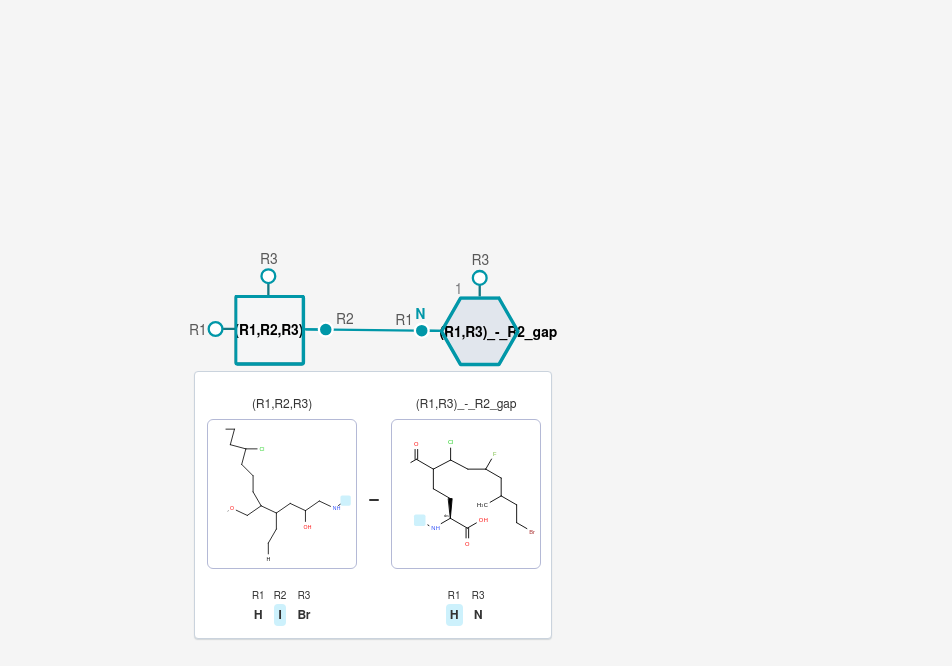 R3
R3
1
R1
(R1,R2,R3)
R2
R1
N
(R1,R3)_-_R2_gap
(R1,R2,R3)
(R1,R3)_-_R2_gap
Cl
O
NH
OH
H
–
O
Cl
F
H₃C
NH
OH
O
Br
R1 R2 R3
H I Br
R1 R3
H N